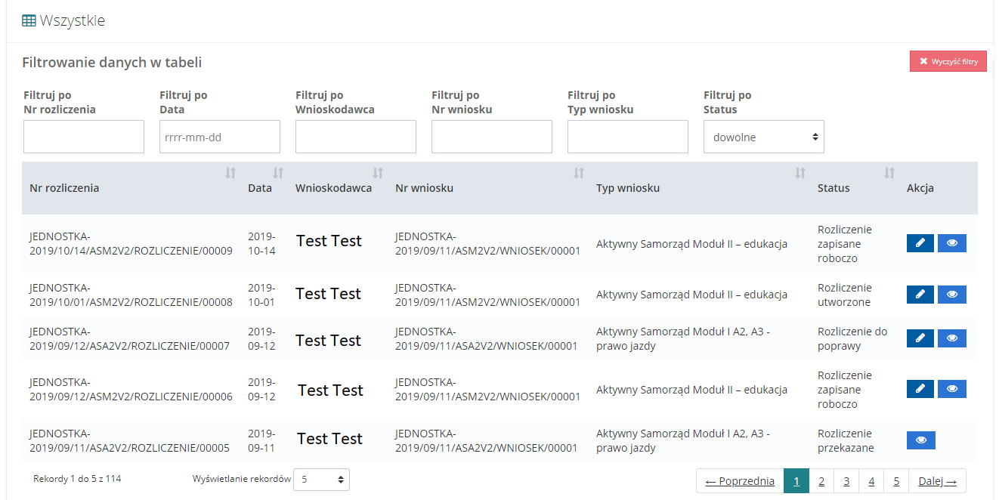 Wszystkie
Filtrowanie danych w tabeli
Wyczyść filtry
Filtruj po
Nr rozliczenia
Filtruj po
Data
Filtruj po
Wnioskodawca
Filtruj po
Nr wniosku
Filtruj po
Typ wniosku
Filtruj po
Status
rrrr-mm-dd
dowolne
Nr rozliczenia
Data
Wnioskodawca
Nr wniosku
Typ wniosku
Status
Akcja
JEDNOSTKA-
2019/10/14/ASM2V2/ROZLICZENIE/00009
2019-
10-14
Test Test
JEDNOSTKA-
2019/09/11/ASM2V2/WNIOSEK/00001
Aktywny Samorząd Moduł II – edukacja
Rozliczenie
zapisane
roboczo
JEDNOSTKA-
2019/10/01/ASM2V2/ROZLICZENIE/00008
2019-
10-01
Test Test
JEDNOSTKA-
2019/09/11/ASM2V2/WNIOSEK/00001
Aktywny Samorząd Moduł II – edukacja
Rozliczenie
utworzone
JEDNOSTKA-
2019/09/12/ASA2V2/ROZLICZENIE/00007
2019-
09-12
Test Test
JEDNOSTKA-
2019/09/11/ASA2V2/WNIOSEK/00001
Aktywny Samorząd Moduł I A2, A3 -
prawo jazdy
Rozliczenie do
poprawy
JEDNOSTKA-
2019/09/12/ASM2V2/ROZLICZENIE/00006
2019-
09-12
Test Test
JEDNOSTKA-
2019/09/11/ASM2V2/WNIOSEK/00001
Aktywny Samorząd Moduł II – edukacja
Rozliczenie
zapisane
roboczo
JEDNOSTKA-
2019/09/11/ASA2V2/ROZLICZENIE/00005
2019-
09-11
Test Test
JEDNOSTKA-
2019/09/11/ASA2V2/WNIOSEK/00001
Aktywny Samorząd Moduł I A2, A3 -
prawo jazdy
Rozliczenie
przekazane
Rekordy 1 do 5 z 114
Wyświetlanie rekordów 5
← Poprzednia 1 2 3 4 5 Dalej →